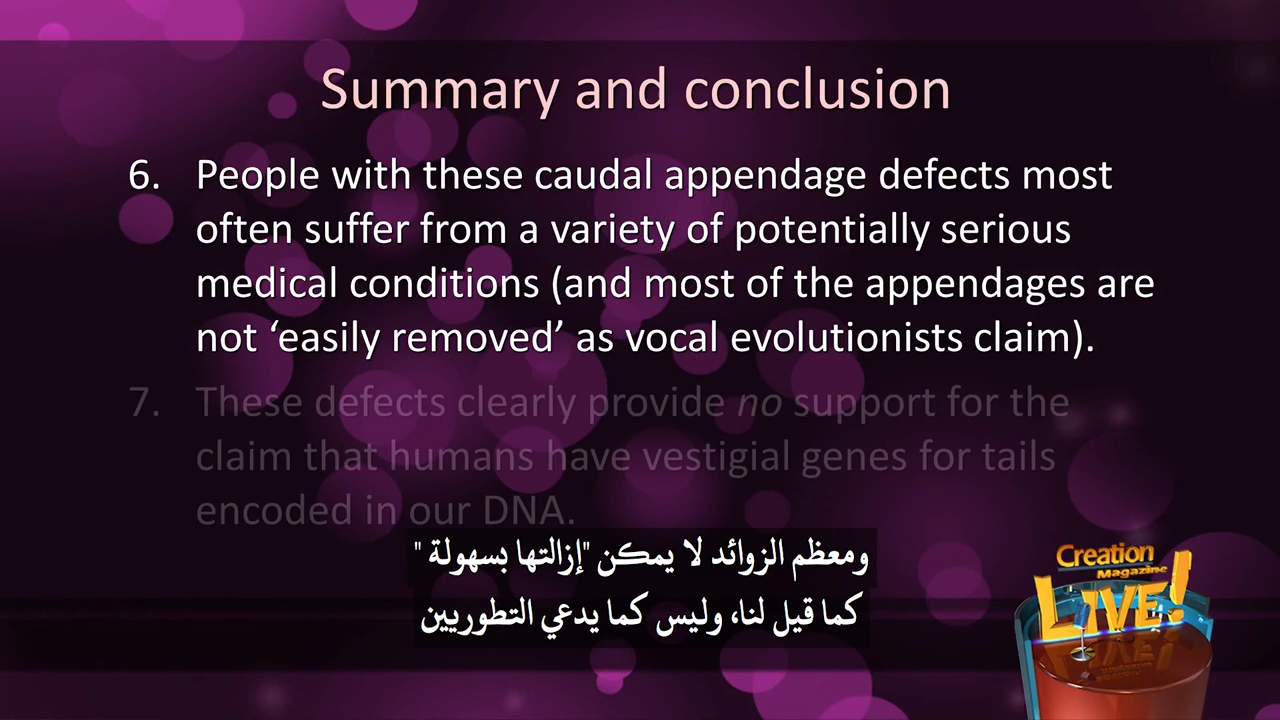 Summary and conclusion
6. People with these caudal appendage defects most
often suffer from a variety of potentially serious
medical conditions (and most of the appendages are
not ‘easily removed’ as vocal evolutionists claim).
7. These defects clearly provide no support for the
claim that humans have vestigial genes for tails
encoded in our DNA.
ومعظم الزوائد لا يمكن "إزالتها بسهولة "
كما قيل لنا، وليس كما يدعي التطوريين
Creation
Magazine
LIVE!